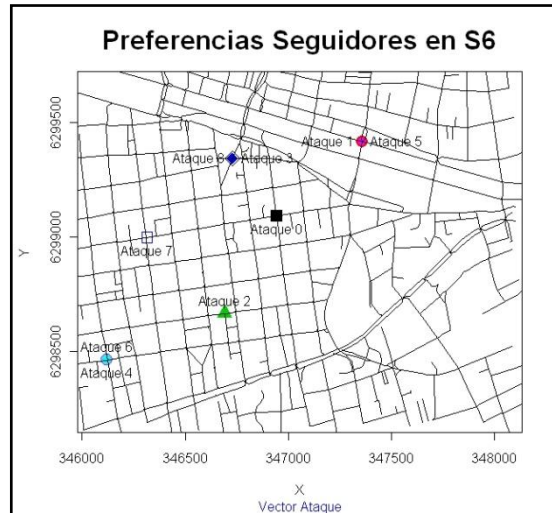 Preferencias Seguidores en S6
6299500
6299000
6298500
Y
Ataque 1
Ataque 5
Ataque 8
Ataque 3
Ataque 0
Ataque 7
Ataque 2
Ataque 6
Ataque 4
346000 346500 347000 347500 348000
X
Vector Ataque